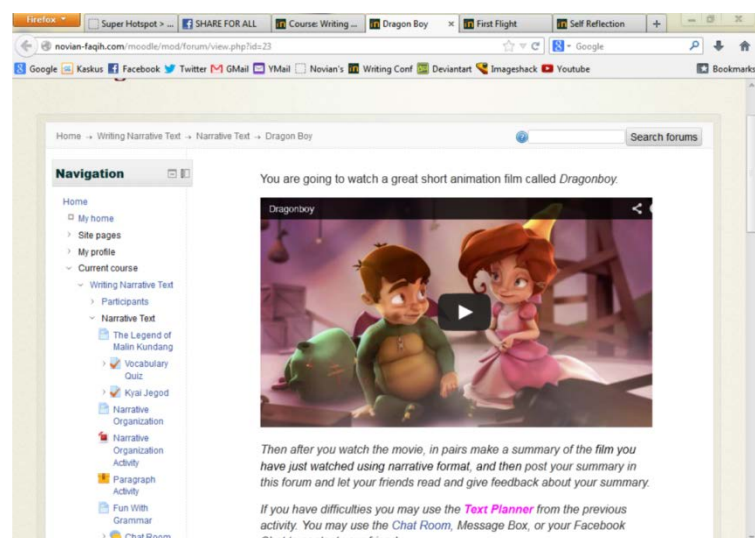 Firefox
Super Hotspot > ...
SHARE FOR ALL
Course: Writing ...
Dragon Boy
×
First Flight
Self Reflection
+
novian-faqih.com/moodle/mod/forum/view.php?id=23
Google
Google
Kaskus
Facebook
Twitter
GMail
YMail
Novian's
Writing Conf
Deviantart
Imageshack
Youtube
Bookmarks
Home → Writing Narrative Text → Narrative Text → Dragon Boy
Search forums
Navigation
Home
My home
Site pages
My profile
Current course
Writing Narrative Text
Participants
Narrative Text
The Legend of
Malin Kundang
Vocabulary
Quiz
Kyai Jegod
Narrative
Organization
Narrative
Organization
Activity
Paragraph
Activity
Fun With
Grammar
Chat Room
You are going to watch a great short animation film called Dragonboy.
Dragonboy
Then after you watch the movie, in pairs make a summary of the film you
have just watched using narrative format, and then post your summary in
this forum and let your friends read and give feedback about your summary.
If you have difficulties you may use the Text Planner from the previous
activity. You may use the Chat Room, Message Box, or your Facebook